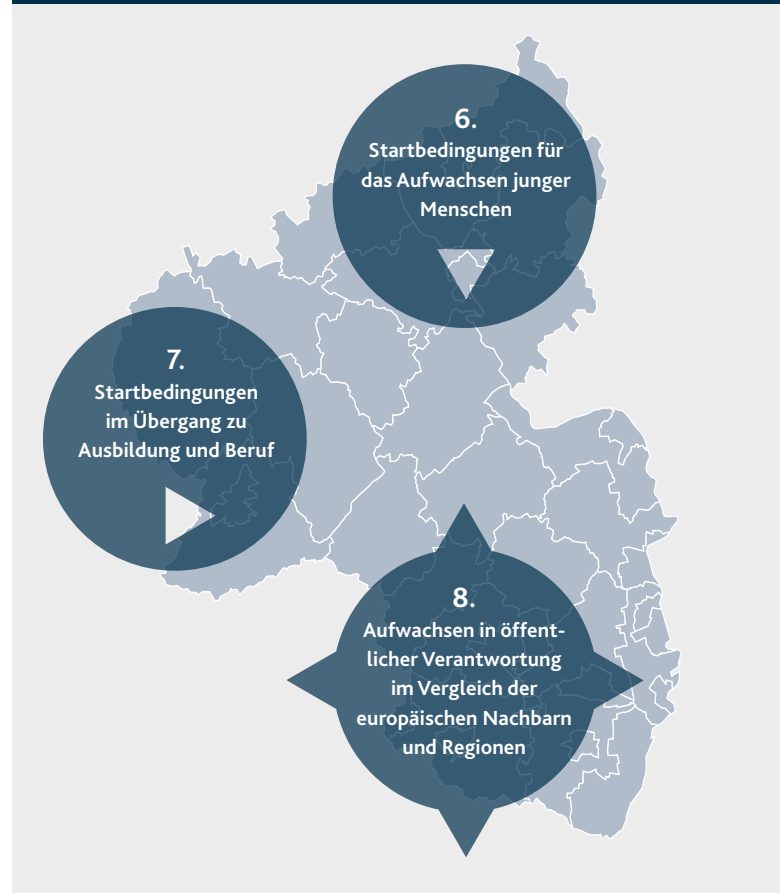 6.
Startbedingungen für
das Aufwachsen junger
Menschen
7.
Startbedingungen
im Übergang zu
Ausbildung und Beruf
8.
Aufwachsen in öffent-
licher Verantwortung
im Vergleich der
europäischen Nachbarn
und Regionen